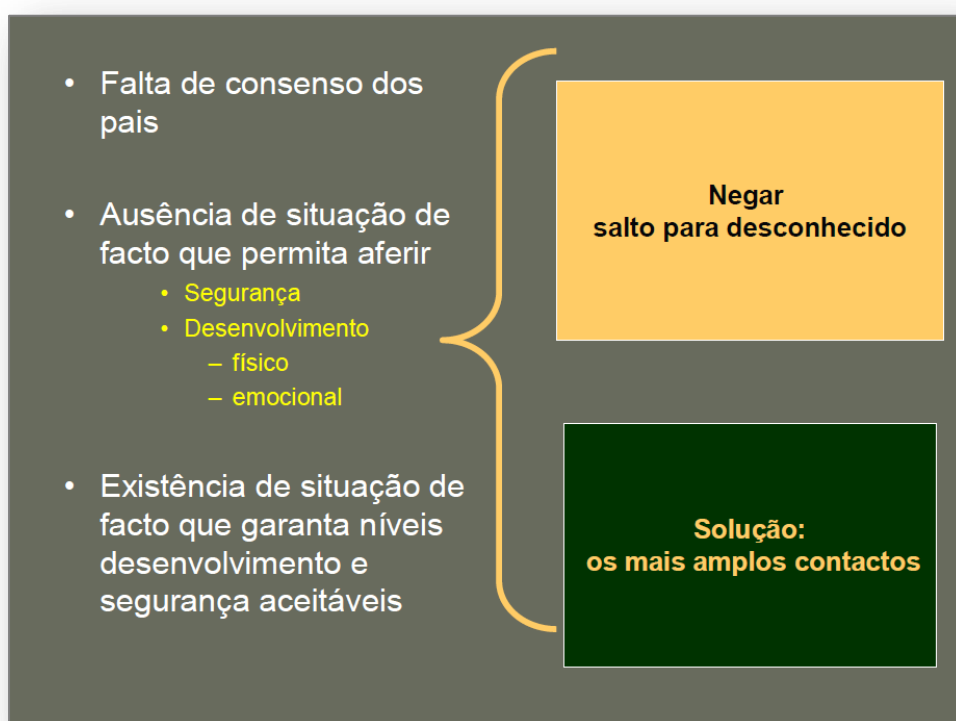 • Falta de consenso dos
pais
• Ausência de situação de
facto que permita aferir
• Segurança
• Desenvolvimento
– físico
– emocional
• Existência de situação de
facto que garanta níveis
desenvolvimento e
segurança aceitáveis
Negar
salto para desconhecido
Solução:
os mais amplos contactos